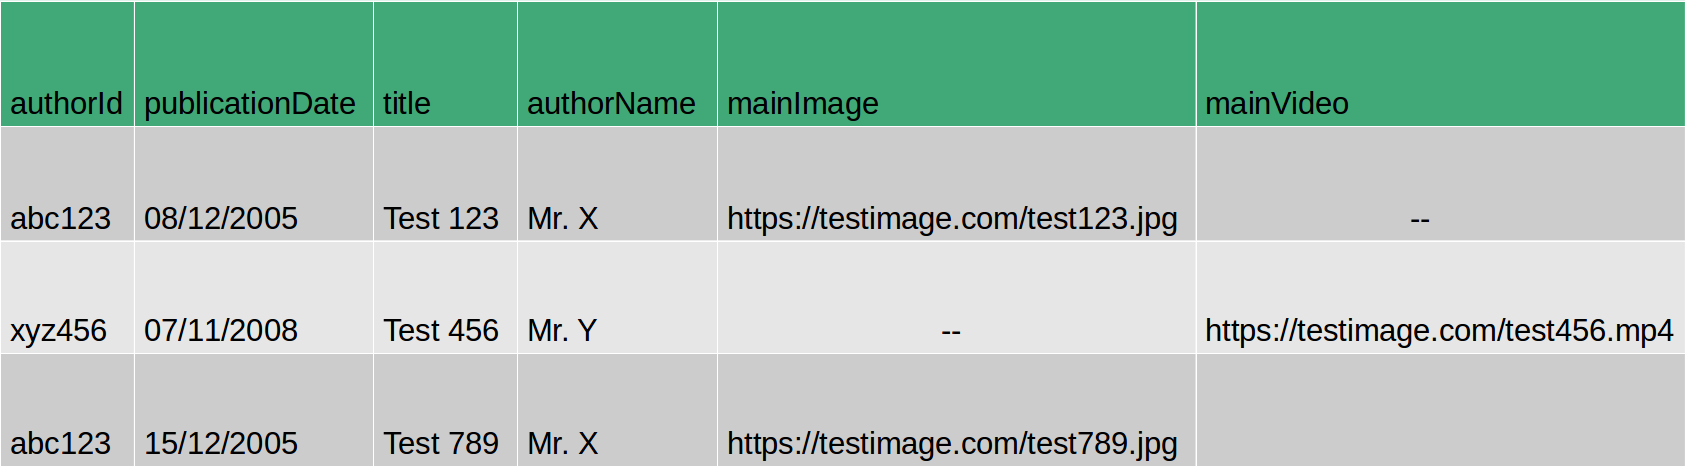 authorId publicationDate title authorName mainImage mainVideo
abc123 08/12/2005 Test 123 Mr. X https://testimage.com/test123.jpg --
xyz456 07/11/2008 Test 456 Mr. Y -- https://testimage.com/test456.mp4
abc123 15/12/2005 Test 789 Mr. X https://testimage.com/test789.jpg